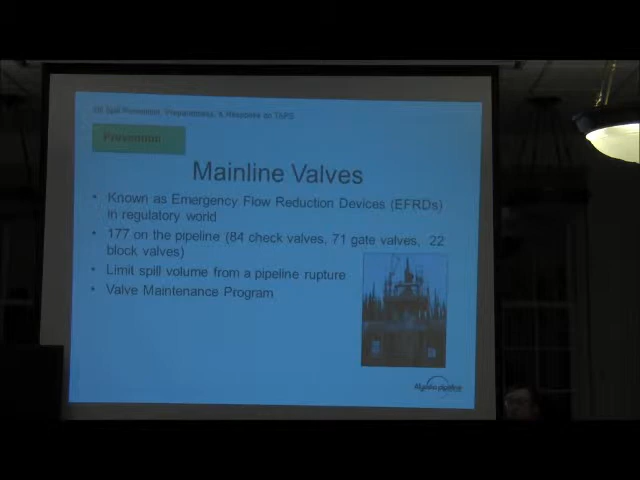 Oil Spill Prevention, Preparedness, & Response on TAPS
Prevention
Mainline Valves
• Known as Emergency Flow Reduction Devices (EFRDs)
in regulatory world
• 177 on the pipeline (84 check valves, 71 gate valves, 22
block valves)
• Limit spill volume from a pipeline rupture
• Valve Maintenance Program
Alyeska pipeline